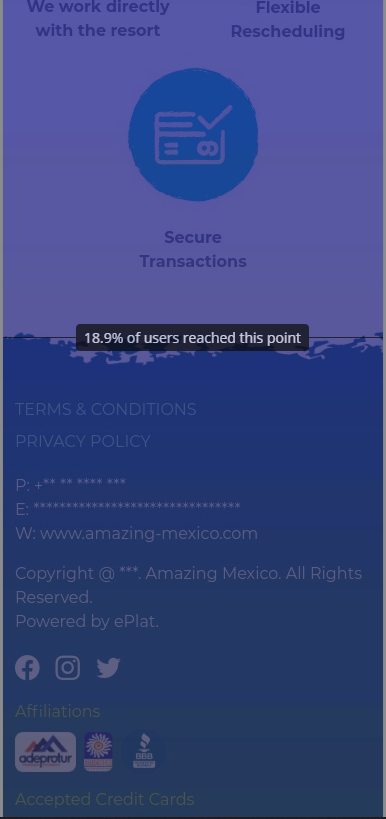 We work directly
with the resort
Flexible
Rescheduling
Secure
Transactions
18.9% of users reached this point
TERMS & CONDITIONS
PRIVACY POLICY
P: +** ** **** ***
E: *******************************
W: www.amazing-mexico.com
Copyright @ ***. Amazing Mexico. All Rights
Reserved.
Powered by ePlat.
Affiliations
adeprotur
BBB
Accepted Credit Cards